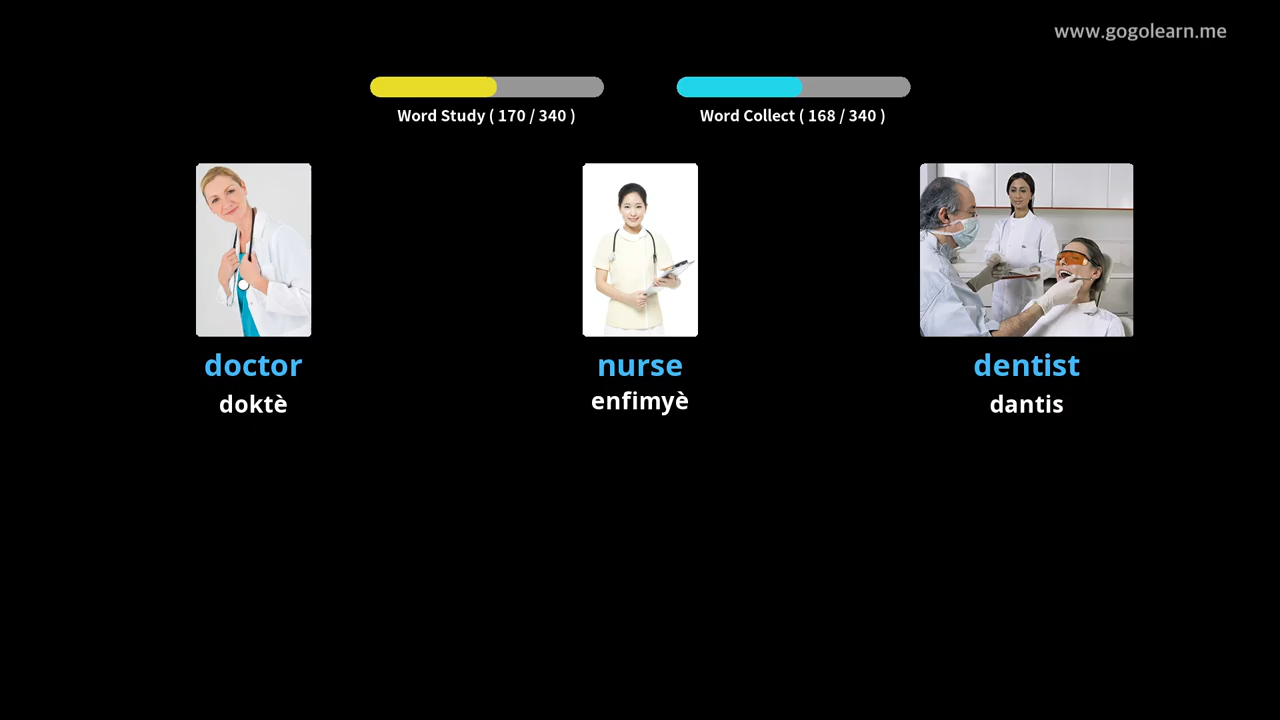 www.gogolearn.me
Word Study ( 170 / 340 )
Word Collect ( 168 / 340 )
doctor
doktè
nurse
enfimyè
dentist
dantis